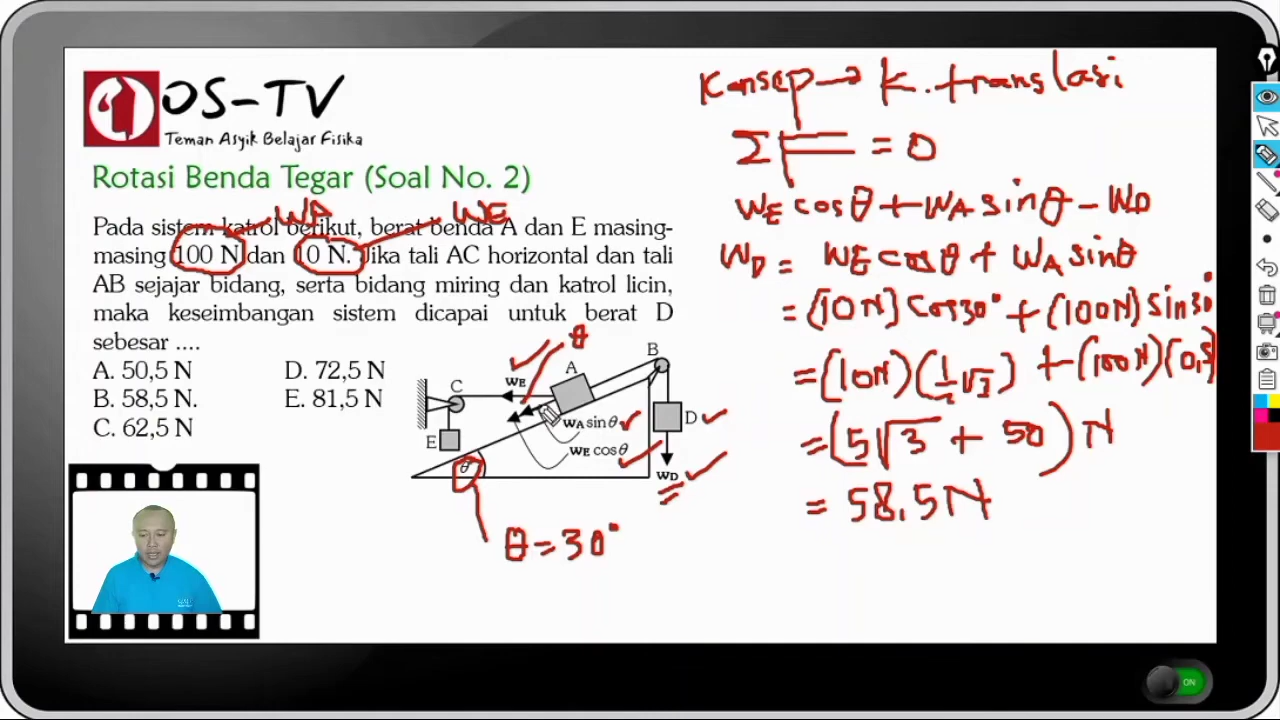 OS-TV
Teman Asyik Belajar Fisika
Rotasi Benda Tegar (Soal No. 2)
WA WE
Pada sistem katrol berikut, berat benda A dan E masing-
masing 100 N dan 10 N. Jika tali AC horizontal dan tali
AB sejajar bidang, serta bidang miring dan katrol licin,
maka keseimbangan sistem dicapai untuk berat D
sebesar ....
A. 50,5 N D. 72,5 N
B. 58,5 N. E. 81,5 N
C. 62,5 N
θ
B
A
C
WE
E
D
WA sin θ
WE cos θ
WD
θ
θ = 30°
Konsep → K. translasi
ΣF = 0
WE cos θ + WA sin θ - WD
WD = WE cos θ + WA sin θ
= (10N) cos 30° + (100N) sin 30°
= (10N)(1/2 √3) + (100N)(0,5
= (5√3 + 50) N
= 58,5 N
ON